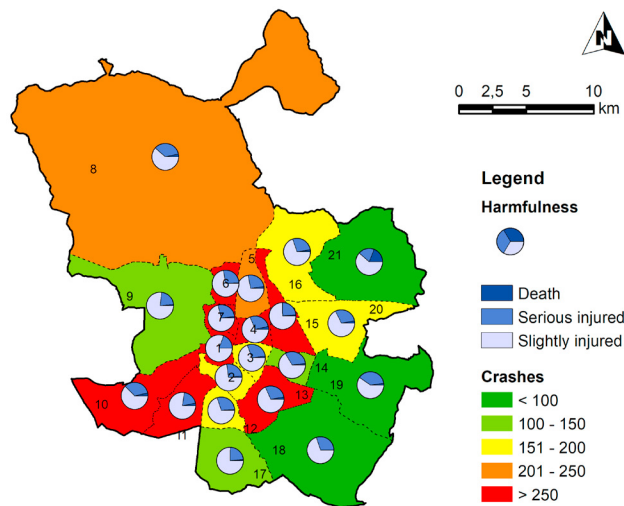 N
0 2,5 5 10
km
8
Legend
Harmfulness
21
5
16
6
9
20
7
15
4
Death
Serious injured
Slightly injured
1
3
14
2
19
Crashes
13
10
< 100
12
11
100 - 150
18
17
151 - 200
201 - 250
> 250